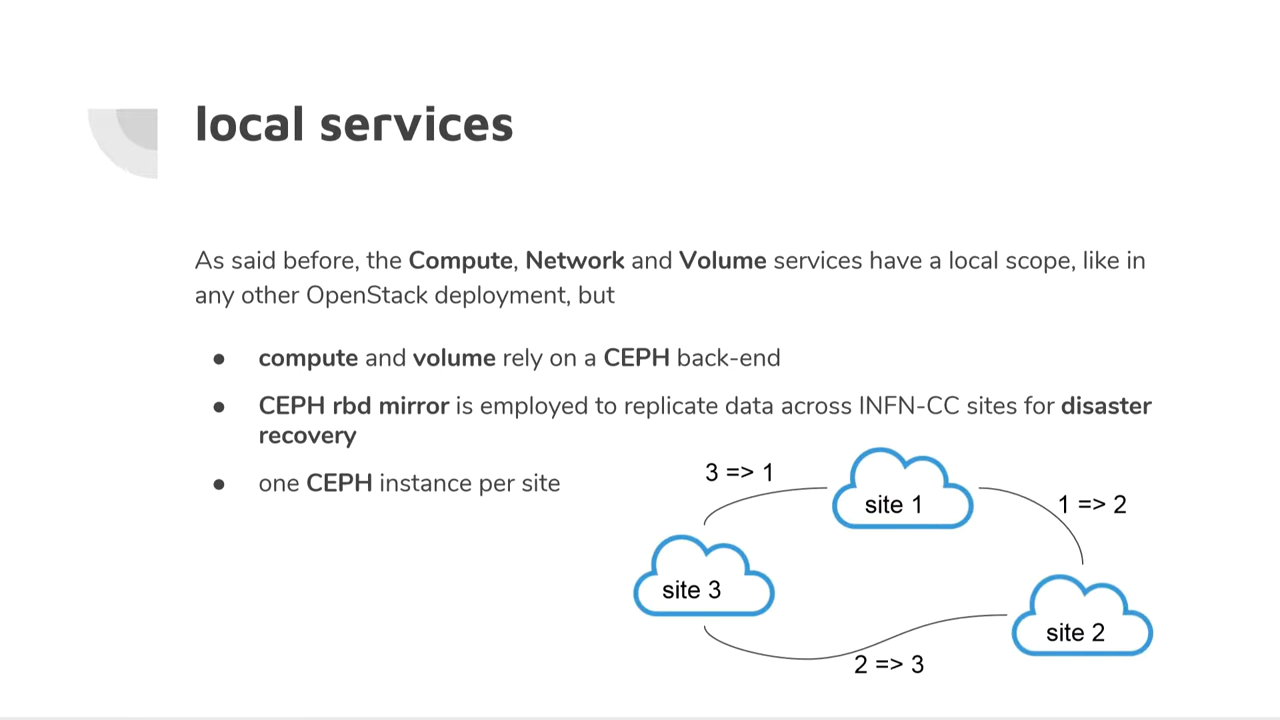 local services
As said before, the Compute, Network and Volume services have a local scope, like in
any other OpenStack deployment, but
● compute and volume rely on a CEPH back-end
● CEPH rbd mirror is employed to replicate data across INFN-CC sites for disaster
recovery
● one CEPH instance per site
3 => 1
site 1
1 => 2
site 3
site 2
2 => 3